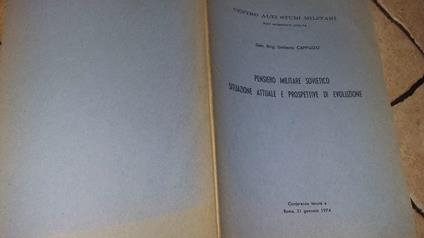 CENTRO ALTI STUDI MILITARI
Gen. Brig. Umberto CAPPUZZO
PENSIERO MILITARE SOVIETICO
SITUAZIONE ATTUALE E PROSPETTIVE DI EVOLUZIONE
Conferenza tenuta a
Roma, 31 gennaio 1974